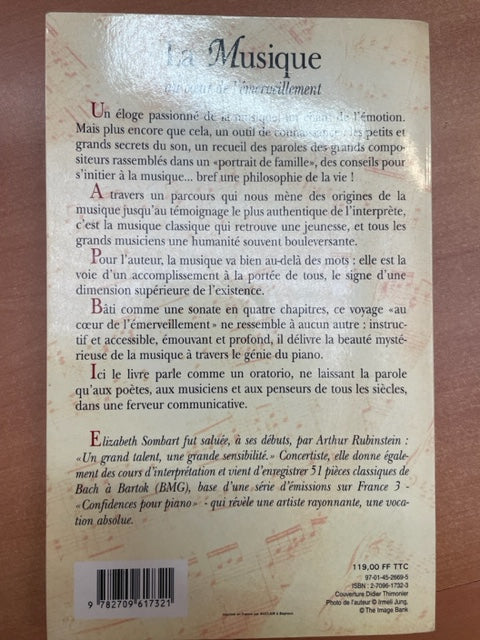 La Musique
au cœur de l'émerveillement
Un éloge passionné de la musique, un chant de l'émotion.
Mais plus encore que cela, un outil de connaissance des petits et
grands secrets du son, un recueil des paroles des grands compo-
siteurs rassemblés dans un «portrait de famille», des conseils pour
s'initier à la musique... bref une philosophie de la vie !
A travers un parcours qui nous mène des origines de la
musique jusqu'au témoignage le plus authentique de l'interprète,
c'est la musique classique qui retrouve une jeunesse, et tous les
grands musiciens une humanité souvent bouleversante.
Pour l'auteur, la musique va bien au-delà des mots : elle est la
voie d'un accomplissement à la portée de tous, le signe d'une
dimension supérieure de l'existence.
Bâti comme une sonate en quatre chapitres, ce voyage «au
cœur de l'émerveillement» ne ressemble à aucun autre : instruc-
tif et accessible, émouvant et profond, il délivre la beauté mysté-
rieuse de la musique à travers le génie du piano.
Ici le livre parle comme un oratorio, ne laissant la parole
qu'aux poètes, aux musiciens et aux penseurs de tous les siècles,
dans une ferveur communicative.
Elizabeth Sombart fut saluée, à ses débuts, par Arthur Rubinstein :
«Un grand talent, une grande sensibilité.» Concertiste, elle donne égale-
ment des cours d'interprétation et vient d'enregistrer 51 pièces classiques de
Bach à Bartok (BMG), base d'une série d'émissions sur France 3 -
«Confidences pour piano» - qui révèle une artiste rayonnante, une voca-
tion absolue.
119,00 FF TTC
97-01-45-2669-5
ISBN : 2-7096-1732-3
Couverture Didier Thimonier
Photo de l'auteur © Irmeli Jung,
© The Image Bank
9 782709 617321